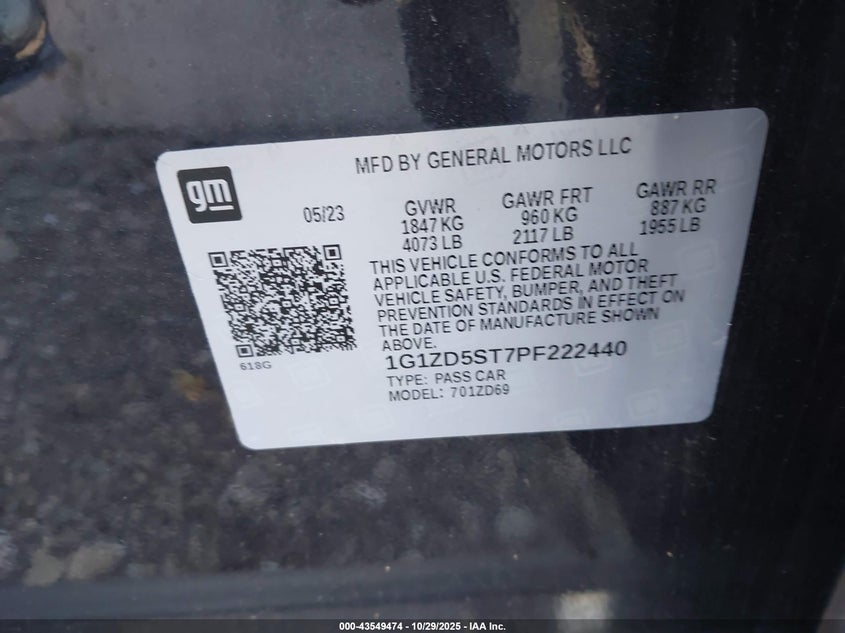 MFD BY GENERAL MOTORS LLC
gm
05/23
GVWR GAWR FRT GAWR RR
1847 KG 960 KG 887 KG
4073 LB 2117 LB 1955 LB
THIS VEHICLE CONFORMS TO ALL
APPLICABLE U.S. FEDERAL MOTOR
VEHICLE SAFETY, BUMPER, AND THEFT
PREVENTION STANDARDS IN EFFECT ON
THE DATE OF MANUFACTURE SHOWN
ABOVE.
618G
1G1ZD5ST7PF222440
TYPE: PASS CAR
MODEL: 701ZD69
000-43549474 - 10/29/2025 - IAA Inc.